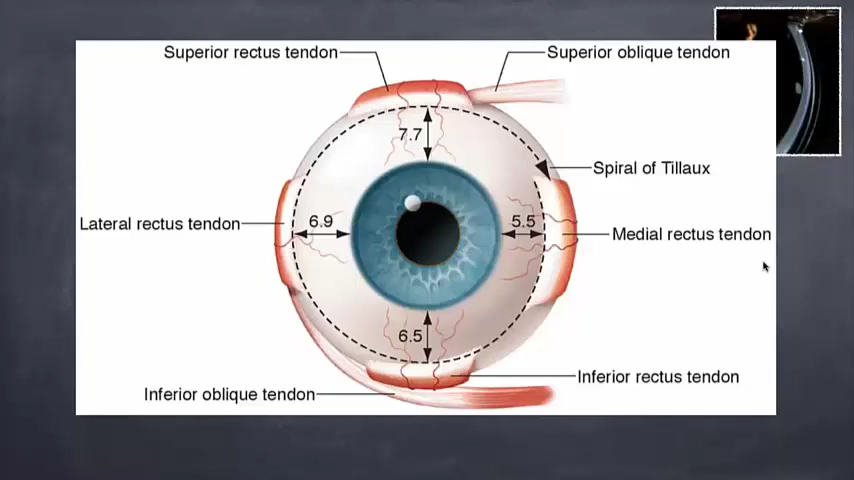 Superior rectus tendon
Superior oblique tendon
7.7
Spiral of Tillaux
Lateral rectus tendon
6.9
5.5
Medial rectus tendon
6.5
Inferior rectus tendon
Inferior oblique tendon